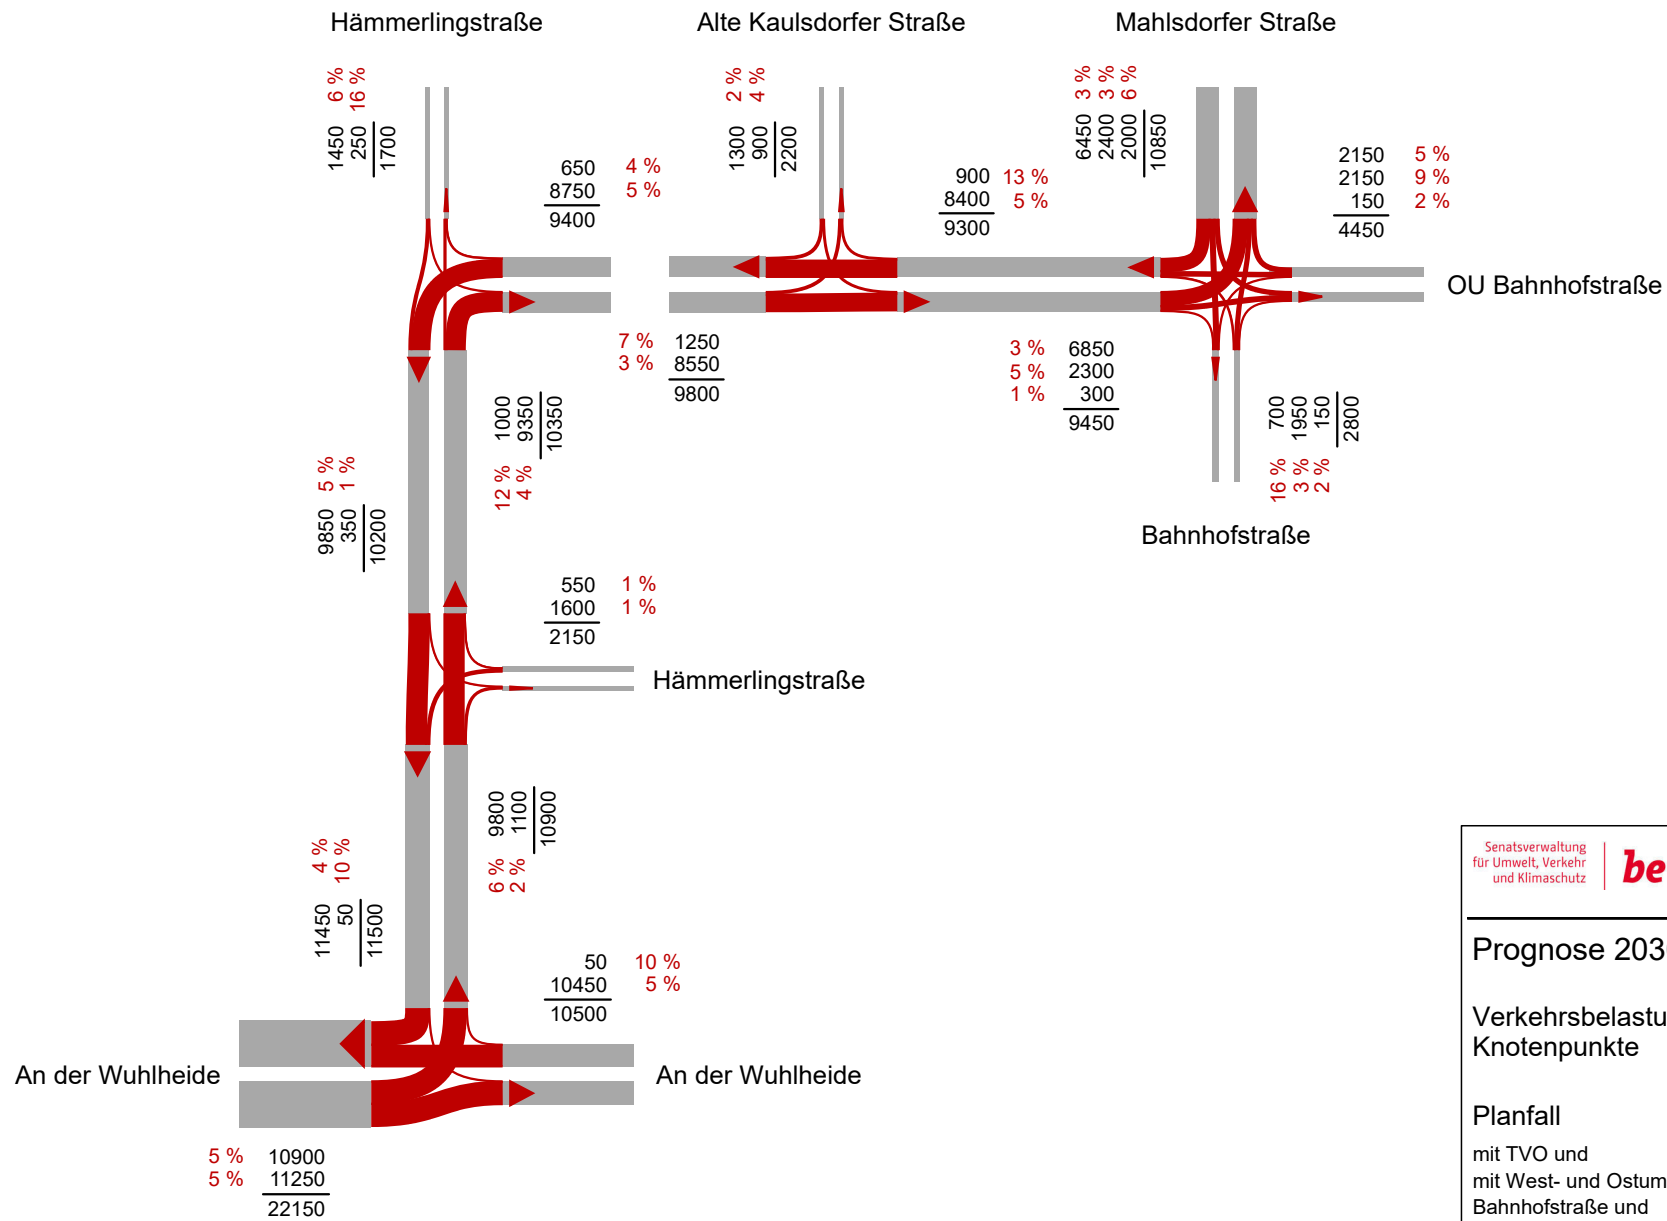 Hämmerlingstraße
Alte Kaulsdorfer Straße
Mahlsdorfer Straße
6 %
16 %
1450
250
1700
650 4 %
8750 5 %
9400
2 %
4 %
1300
900
2200
900 13 %
8400 5 %
9300
3 %
3 %
6 %
6450
2400
2000
10850
2150 5 %
2150 9 %
150 2 %
4450
OU Bahnhofstraße
7 % 1250
3 % 8550
9800
3 % 6850
5 % 2300
1 % 300
9450
700
1950
150
2800
16 %
3 %
2 %
Bahnhofstraße
1000
9350
10350
12 %
4 %
5 %
1 %
9850
350
10200
550 1 %
1600 1 %
2150
Hämmerlingstraße
9800
1100
10900
6 %
2 %
4 %
10 %
11450
50
11500
50 10 %
10450 5 %
10500
An der Wuhlheide
An der Wuhlheide
5 % 10900
5 % 11250
22150
Senatsverwaltung
für Umwelt, Verkehr
und Klimaschutz
be
Prognose 203
Verkehrsbelastu
Knotenpunkte
Planfall
mit TVO und
mit West- und Ostum
Bahnhofstraße und